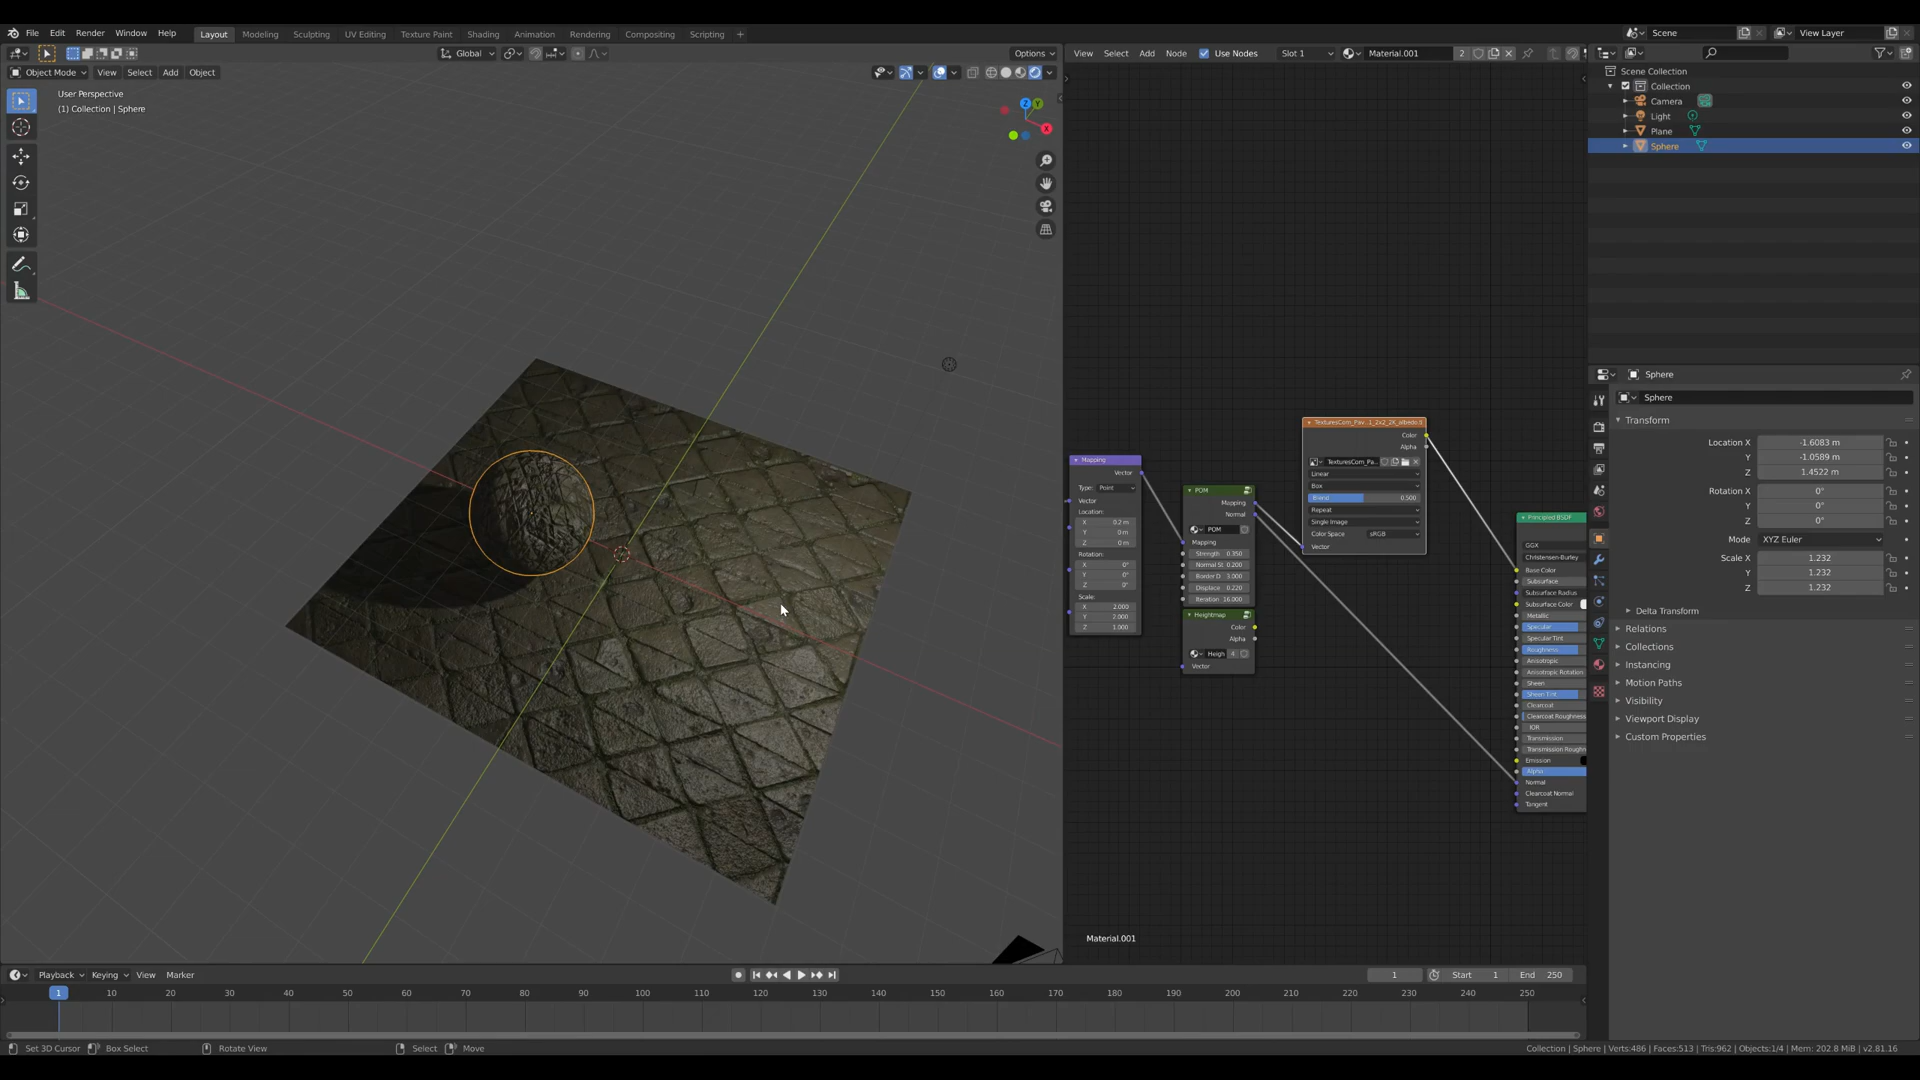 File Edit Render Window Help Layout Modeling Sculpting UV Editing Texture Paint Shading Animation Rendering Compositing Scripting + Scene View Layer
Global Options View Select Add Node Use Nodes Slot 1 Material.001 2
Object Mode View Select Add Object
User Perspective
(1) Collection | Sphere
Z Y
X
Scene Collection
Collection
Camera
Light
Plane
Sphere
Sphere
Sphere
Transform
Location X -1.6083 m
Y -1.0589 m
Z 1.4522 m
Rotation X 0°
Y 0°
Z 0°
Mode XYZ Euler
Scale X 1.232
Y 1.232
Z 1.232
Delta Transform
Relations
Collections
Instancing
Motion Paths
Visibility
Viewport Display
Custom Properties
Mapping
Vector
Type: Point
Vector
Location:
X 0.2 m
Y 0 m
Z 0 m
Rotation:
X 0°
Y 0°
Z 0°
Scale:
X 2.000
Y 2.000
Z 1.000
POM
Mapping
Normal
POM
Mapping
Strength 0.350
Normal St 0.200
Border D 3.000
Displace 0.220
Iteration 16.000
Heightmap
Color
Alpha
Heigh 4
Vector
TexturesCom_Pav...1_2x2_2K_albedo.ti
Color
Alpha
TexturesCom_Pa..
Linear
Box
Blend 0.500
Repeat
Single Image
Color Space sRGB
Vector
Principled BSDF
GGX
Christensen-Burley
Base Color
Subsurface
Subsurface Radius
Subsurface Color
Metallic
Specular
Specular Tint
Roughness
Anisotropic
Anisotropic Rotation
Sheen
Sheen Tint
Clearcoat
Clearcoat Roughness
IOR
Transmission
Transmission Roughn
Emission
Alpha
Normal
Clearcoat Normal
Tangent
Material.001
Playback Keying View Marker 1 Start 1 End 250
1 10 20 30 40 50 60 70 80 90 100 110 120 130 140 150 160 170 180 190 200 210 220 230 240 250
Set 3D Cursor Box Select Rotate View Select Move Collection | Sphere | Verts:486 | Faces:513 | Tris:962 | Objects:1/4 | Mem: 202.8 MiB | v2.81.16